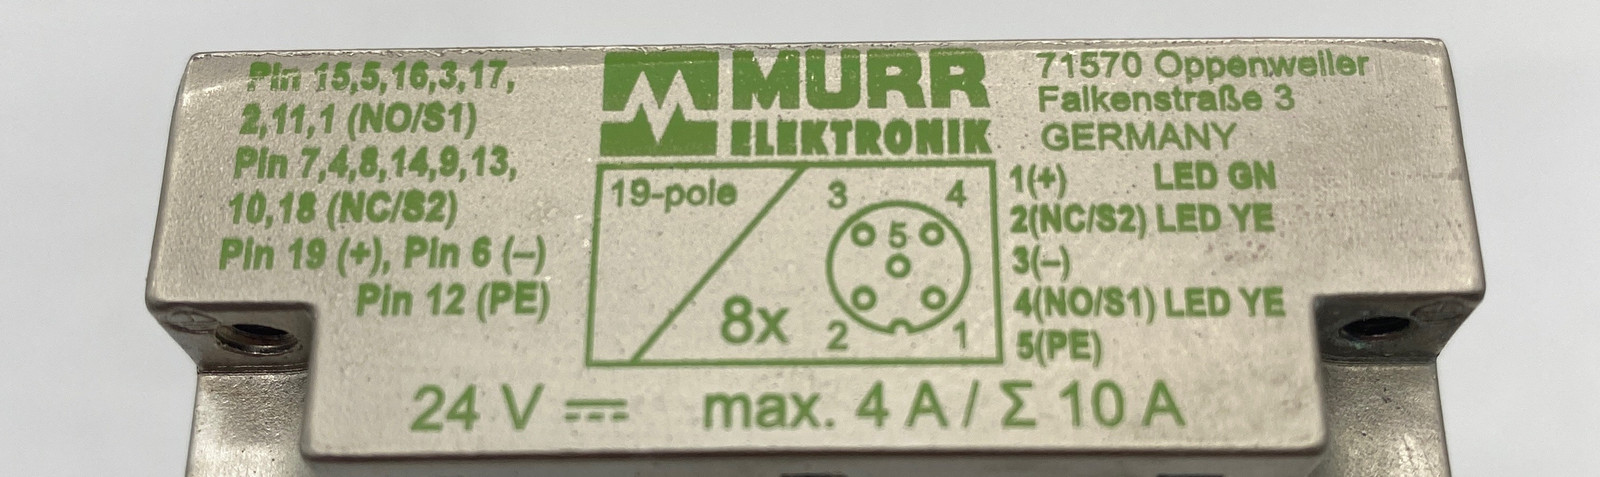 Pin 15,5,16,3,17,
2,11,1 (NO/S1)
Pin 7,4,8,14,9,13,
10,18 (NC/S2)
Pin 19 (+), Pin 6 (–)
Pin 12 (PE)
MURR
ELEKTRONIK
71570 Oppenweiler
Falkenstraße 3
GERMANY
19-pole
3 4
5
8x
2 1
1(+) LED GN
2(NC/S2) LED YE
3(–)
4(NO/S1) LED YE
5(PE)
24 V ⎓ max. 4 A / Σ 10 A